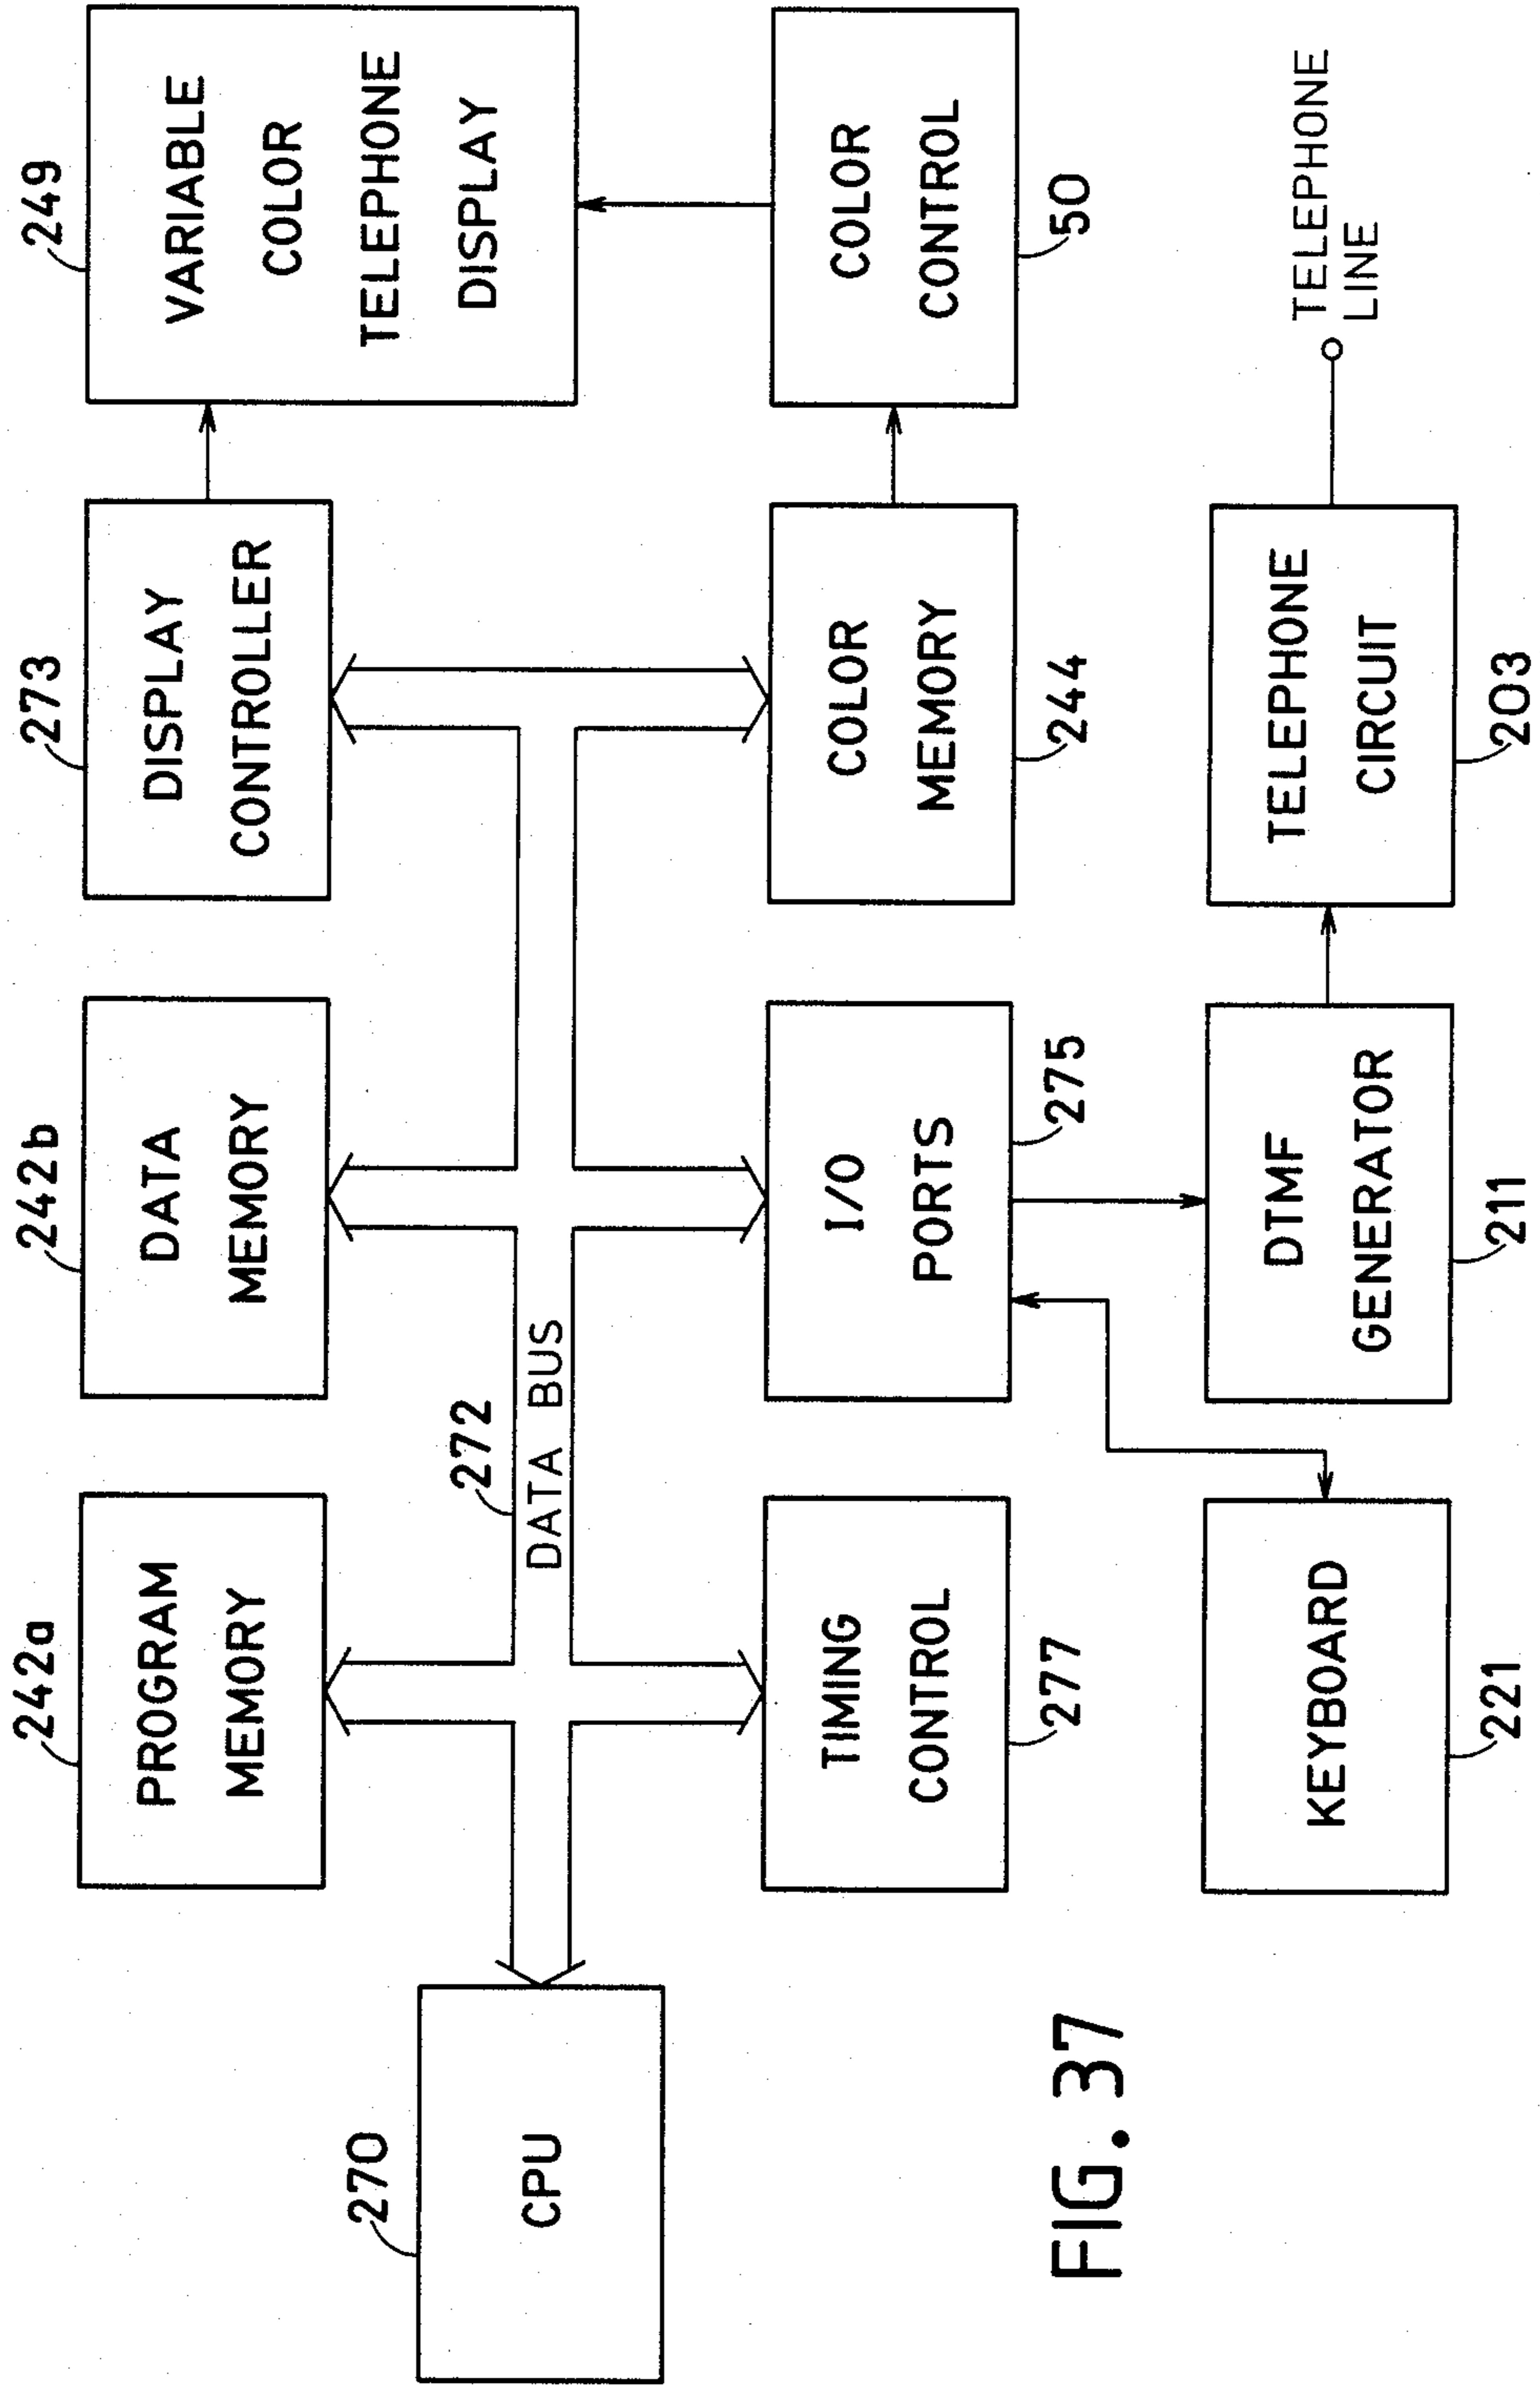 242a
PROGRAM
MEMORY
242b
DATA
MEMORY
273
DISPLAY
CONTROLLER
249
VARIABLE
COLOR
TELEPHONE
DISPLAY
270
CPU
272
DATA BUS
TIMING
CONTROL
277
I/O
PORTS
275
COLOR
MEMORY
244
COLOR
CONTROL
50
KEYBOARD
221
DTMF
GENERATOR
211
TELEPHONE
CIRCUIT
203
TELEPHONE
LINE
FIG. 37